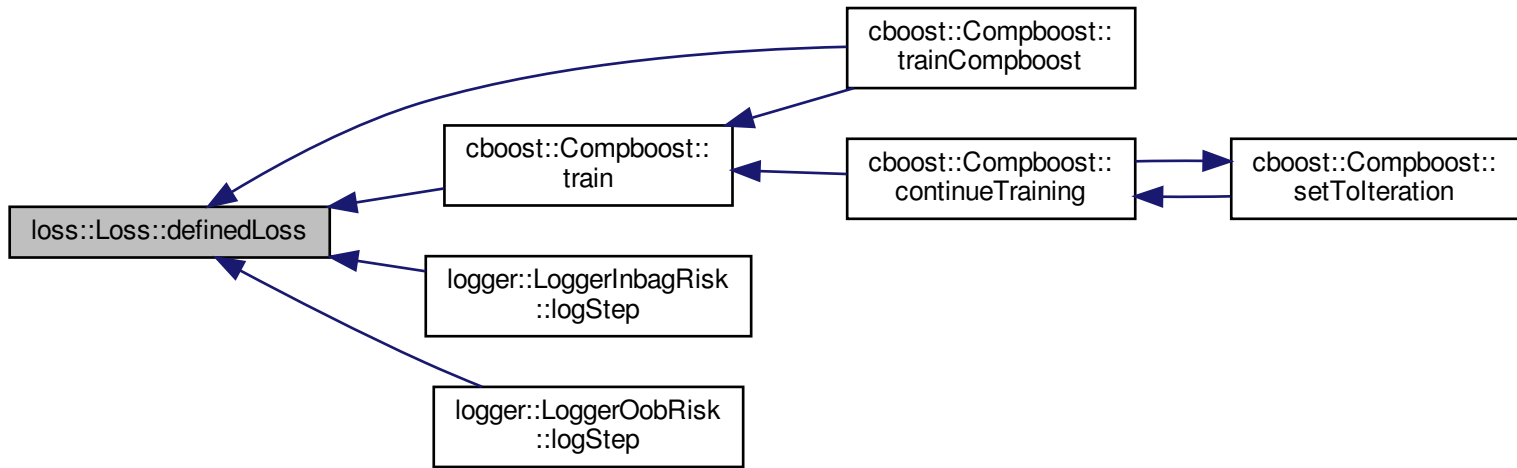 loss::Loss::definedLoss
cboost::Compboost::
trainCompboost
cboost::Compboost::
train
cboost::Compboost::
continueTraining
cboost::Compboost::
setToIteration
logger::LoggerInbagRisk
::logStep
logger::LoggerOobRisk
::logStep